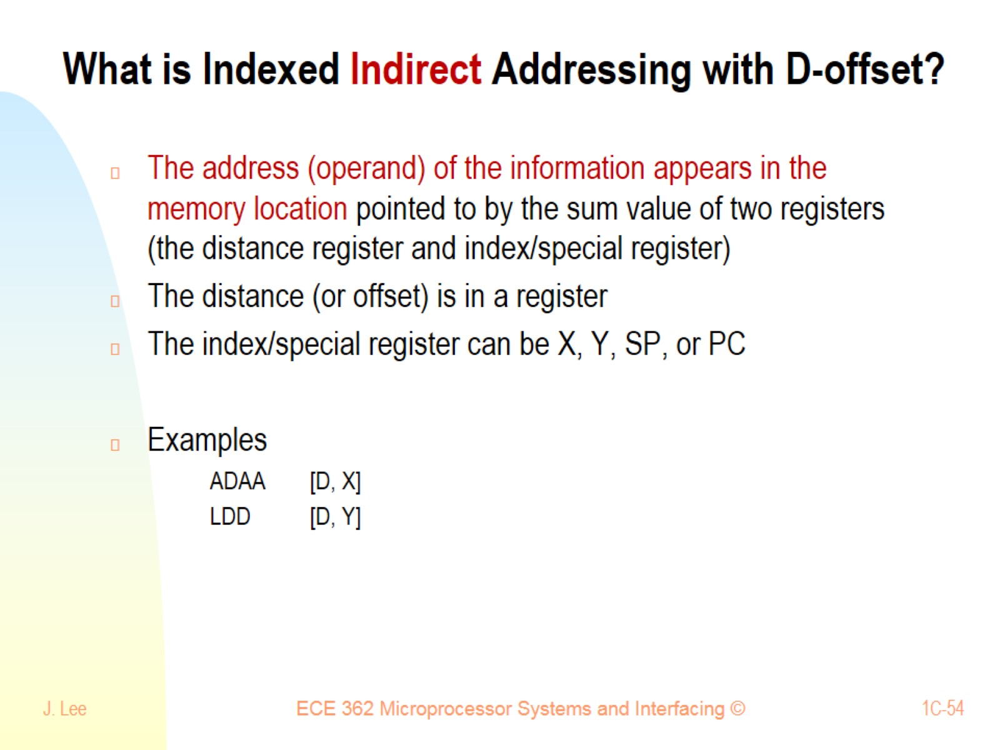 What is Indexed Indirect Addressing with D-offset?
The address (operand) of the information appears in the
memory location pointed to by the sum value of two registers
(the distance register and index/special register)
The distance (or offset) is in a register
The index/special register can be X, Y, SP, or PC
Examples
ADAA [D, X]
LDD [D, Y]
J. Lee ECE 362 Microprocessor Systems and Interfacing © 1C-54